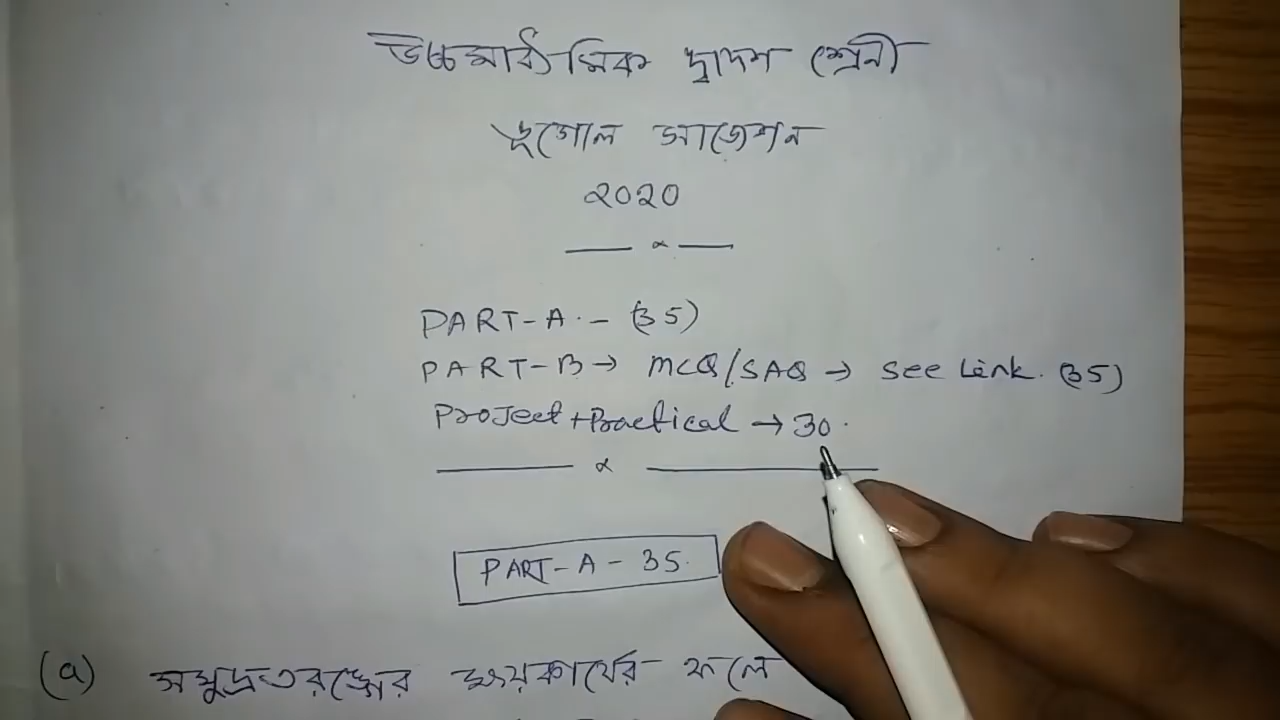 উচ্চমাধ্যমিক দ্বাদশ শ্রেনী
ভূগোল সাজেশন
২০২০
PART-A. - (35)
PART-B → MCQ/SAQ → See Link. (35)
Project + Practical → 30.
PART-A-35.
(a) সমুদ্রতরঙ্গের ক্ষয়কার্যের ফলে